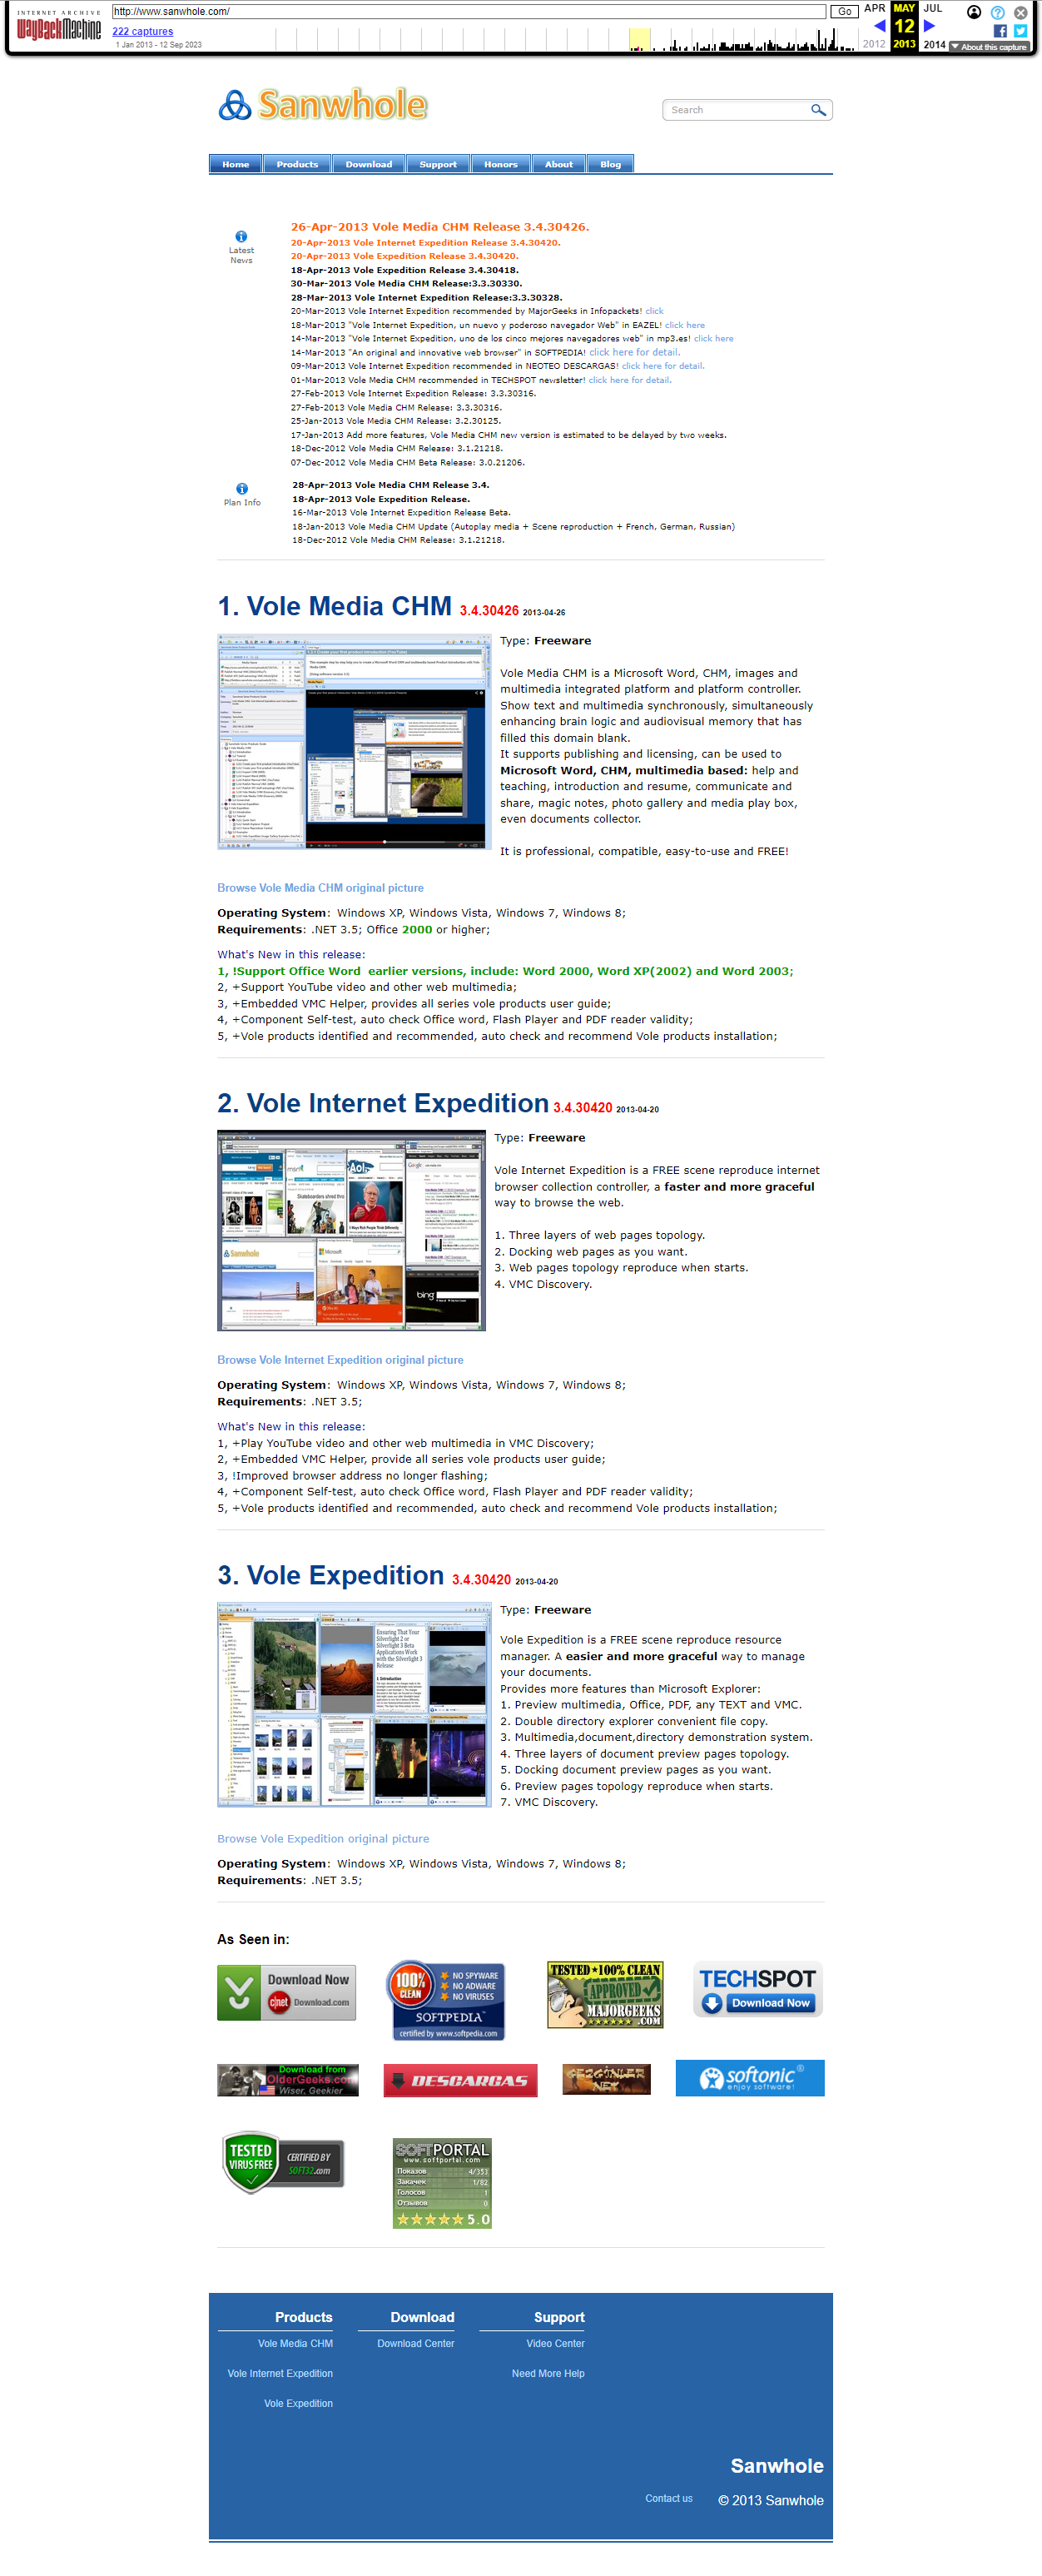 INTERNET ARCHIVE
WayBackMachine
http://www.sanwhole.com/
Go
222 captures
1 Jan 2013 - 12 Sep 2023
APR MAY JUL
12
2012 2013 2014
About this capture
Sanwhole
Search
Home Products Download Support Honors About Blog
Latest News
26-Apr-2013 Vole Media CHM Release 3.4.30426.
20-Apr-2013 Vole Internet Expedition Release 3.4.30420.
20-Apr-2013 Vole Expedition Release 3.4.30420.
18-Apr-2013 Vole Expedition Release 3.4.30418.
30-Mar-2013 Vole Media CHM Release:3.3.30330.
28-Mar-2013 Vole Internet Expedition Release:3.3.30328.
20-Mar-2013 Vole Internet Expedition recommended by MajorGeeks in Infopackets! click
18-Mar-2013 "Vole Internet Expedition, un nuevo y poderoso navegador Web" in EAZEL! click here
14-Mar-2013 "Vole Internet Expedition, uno de los cinco mejores navegadores web" in mp3.es! click here
14-Mar-2013 "An original and innovative web browser" in SOFTPEDIA! click here for detail.
09-Mar-2013 Vole Internet Expedition recommended in NEOTEO DESCARGAS! click here for detail.
01-Mar-2013 Vole Media CHM recommended in TECHSPOT newsletter! click here for detail.
27-Feb-2013 Vole Internet Expedition Release: 3.3.30316.
27-Feb-2013 Vole Media CHM Release: 3.3.30316.
25-Jan-2013 Vole Media CHM Release: 3.2.30125.
17-Jan-2013 Add more features, Vole Media CHM new version is estimated to be delayed by two weeks.
18-Dec-2012 Vole Media CHM Release: 3.1.21218.
07-Dec-2012 Vole Media CHM Beta Release: 3.0.21206.
Plan Info
28-Apr-2013 Vole Media CHM Release 3.4.
18-Apr-2013 Vole Expedition Release.
16-Mar-2013 Vole Internet Expedition Release Beta.
18-Jan-2013 Vole Media CHM Update (Autoplay media + Scene reproduction + French, German, Russian)
18-Dec-2012 Vole Media CHM Release: 3.1.21218.
1. Vole Media CHM 3.4.30426 2013-04-26
Type: Freeware
Vole Media CHM is a Microsoft Word, CHM, images and
multimedia integrated platform and platform controller.
Show text and multimedia synchronously, simultaneously
enhancing brain logic and audiovisual memory that has
filled this domain blank.
It supports publishing and licensing, can be used to
Microsoft Word, CHM, multimedia based: help and
teaching, introduction and resume, communicate and
share, magic notes, photo gallery and media play box,
even documents collector.
It is professional, compatible, easy-to-use and FREE!
Browse Vole Media CHM original picture
Operating System: Windows XP, Windows Vista, Windows 7, Windows 8;
Requirements: .NET 3.5; Office 2000 or higher;
What's New in this release:
1, !Support Office Word  earlier versions, include: Word 2000, Word XP(2002) and Word 2003;
2, +Support YouTube video and other web multimedia;
3, +Embedded VMC Helper, provides all series vole products user guide;
4, +Component Self-test, auto check Office word, Flash Player and PDF reader validity;
5, +Vole products identified and recommended, auto check and recommend Vole products installation;
2. Vole Internet Expedition 3.4.30420 2013-04-20
Type: Freeware
Vole Internet Expedition is a FREE scene reproduce internet
browser collection controller, a faster and more graceful
way to browse the web.
1. Three layers of web pages topology.
2. Docking web pages as you want.
3. Web pages topology reproduce when starts.
4. VMC Discovery.
Browse Vole Internet Expedition original picture
Operating System: Windows XP, Windows Vista, Windows 7, Windows 8;
Requirements: .NET 3.5;
What's New in this release:
1, +Play YouTube video and other web multimedia in VMC Discovery;
2, +Embedded VMC Helper, provide all series vole products user guide;
3, !Improved browser address no longer flashing;
4, +Component Self-test, auto check Office word, Flash Player and PDF reader validity;
5, +Vole products identified and recommended, auto check and recommend Vole products installation;
3. Vole Expedition 3.4.30420 2013-04-20
Type: Freeware
Vole Expedition is a FREE scene reproduce resource
manager. A easier and more graceful way to manage
your documents.
Provides more features than Microsoft Explorer:
1. Preview multimedia, Office, PDF, any TEXT and VMC.
2. Double directory explorer convenient file copy.
3. Multimedia,document,directory demonstration system.
4. Three layers of document preview pages topology.
5. Docking document preview pages as you want.
6. Preview pages topology reproduce when starts.
7. VMC Discovery.
Browse Vole Expedition original picture
Operating System: Windows XP, Windows Vista, Windows 7, Windows 8;
Requirements: .NET 3.5;
As Seen in:
Download Now
c|net Download.com
100% CLEAN
NO SPYWARE
NO ADWARE
NO VIRUSES
SOFTPEDIA
certified by www.softpedia.com
TESTED★100% CLEAN
APPROVED
MAJORGEEKS
.COM
TECHSPOT
Download Now
Download from
OlderGeeks.com
Wiser, Geekier
DESCARGAS
GEZGINLER
NET
softonic
enjoy software!
TESTED
VIRUS FREE
CERTIFIED BY
SOFT32.com
SOFTPORTAL
www.softportal.com
Показов 4/353
Закачек 1/82
Голосов 1
Отзывов 0
5.0
Products Download Support
Vole Media CHM Download Center Video Center
Vole Internet Expedition Need More Help
Vole Expedition
Sanwhole
Contact us © 2013 Sanwhole